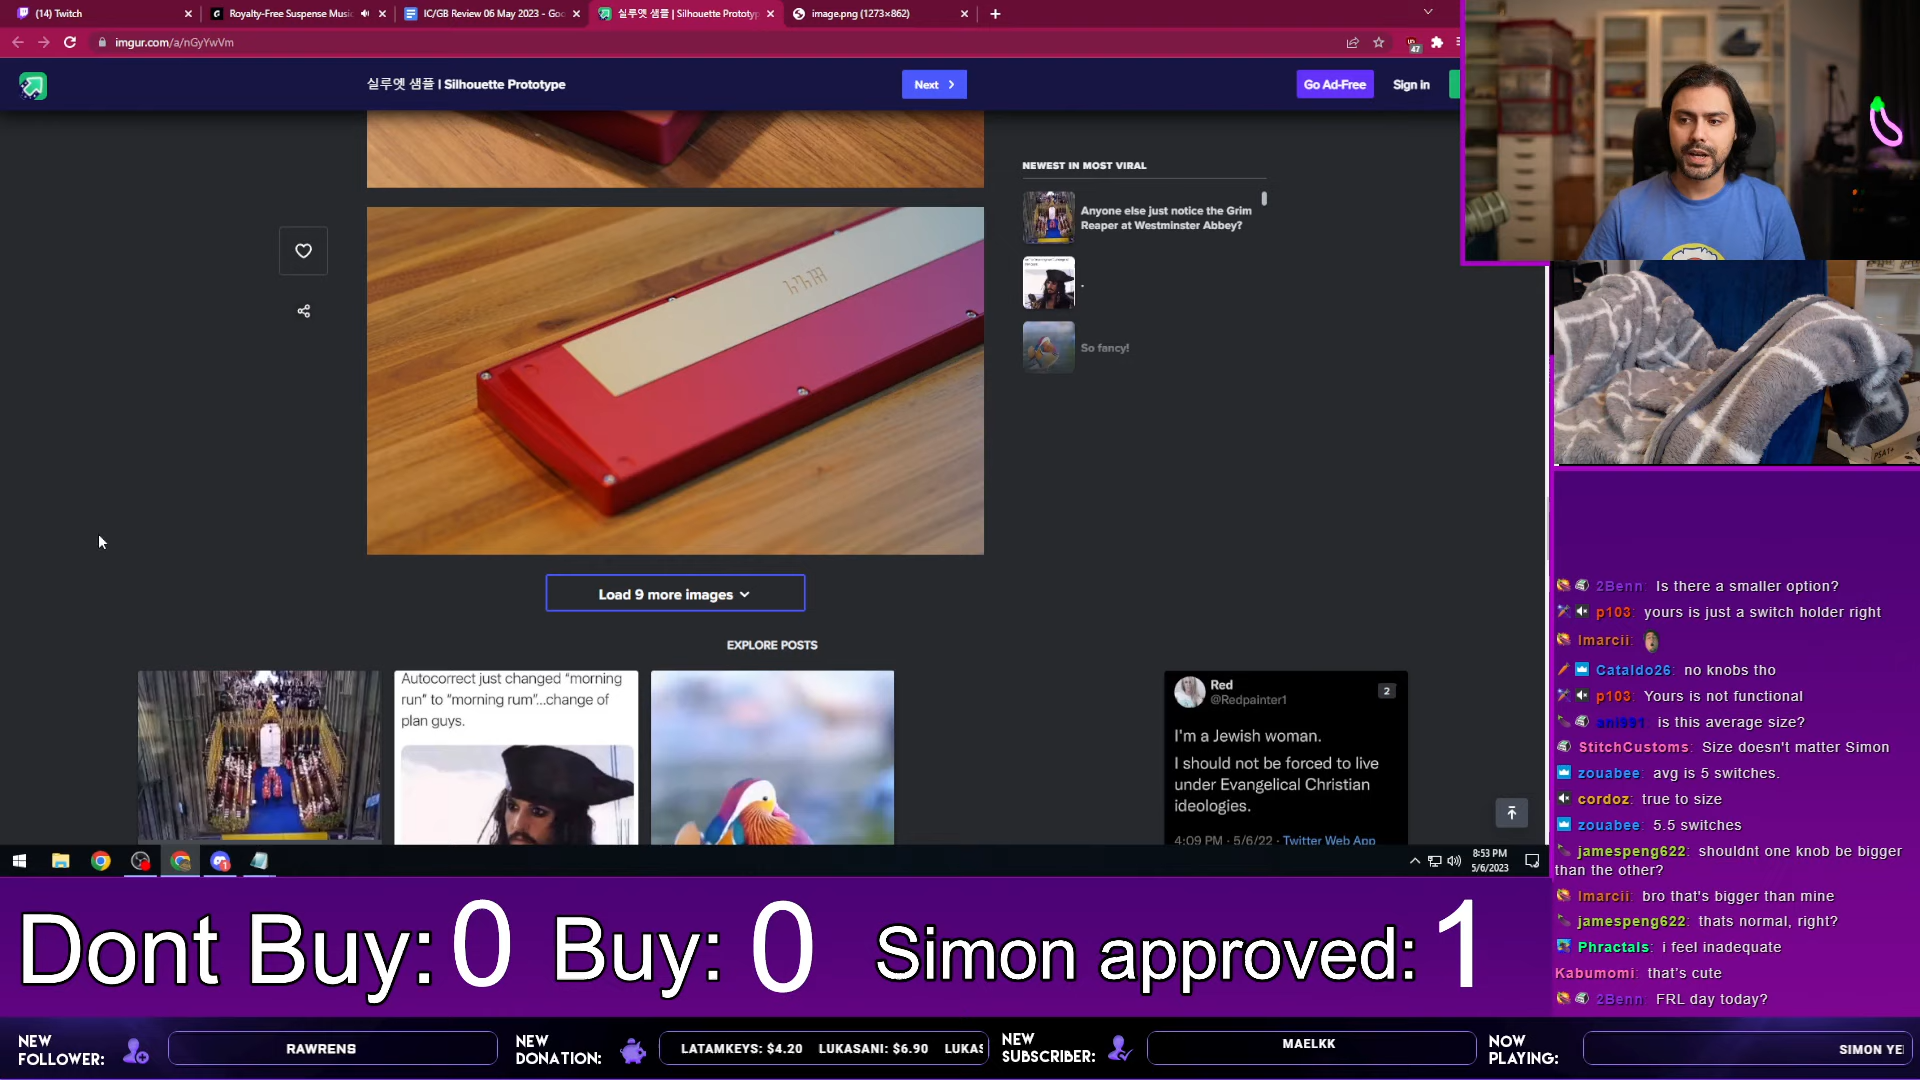 (14) Twitch
Royalty-Free Suspense Music
IC/GB Review 06 May 2023 - Goo
실루엣 샘플 | Silhouette Prototyp
image.png (1273×862)
imgur.com/a/nGyYwVm
47
실루엣 샘플 | Silhouette Prototype
Next
Go Ad-Free
Sign in
NEWEST IN MOST VIRAL
Anyone else just notice the Grim
Reaper at Westminster Abbey?
.
So fancy!
Load 9 more images
EXPLORE POSTS
Autocorrect just changed “morning
run” to “morning rum”...change of
plan guys.
Red
@Redpainter1
2
I'm a Jewish woman.
I should not be forced to live
under Evangelical Christian
ideologies.
4:09 PM · 5/6/22 · Twitter Web App
8:53 PM
5/6/2023
2Benn: Is there a smaller option?
p103: yours is just a switch holder right
lmarcii:
Cataldo26: no knobs tho
p103: Yours is not functional
ani991: is this average size?
StitchCustoms: Size doesn't matter Simon
zouabee: avg is 5 switches.
cordoz: true to size
zouabee: 5.5 switches
jamespeng622: shouldnt one knob be bigger
than the other?
lmarcii: bro that's bigger than mine
jamespeng622: thats normal, right?
Phractals: i feel inadequate
Kabumomi: that's cute
2Benn: FRL day today?
Dont Buy: 0 Buy: 0 Simon approved: 1
NEW
FOLLOWER:
RAWRENS
NEW
DONATION:
LATAMKEYS: $4.20 LUKASANI: $6.90 LUKAS
NEW
SUBSCRIBER:
MAELKK
NOW
PLAYING:
SIMON YE